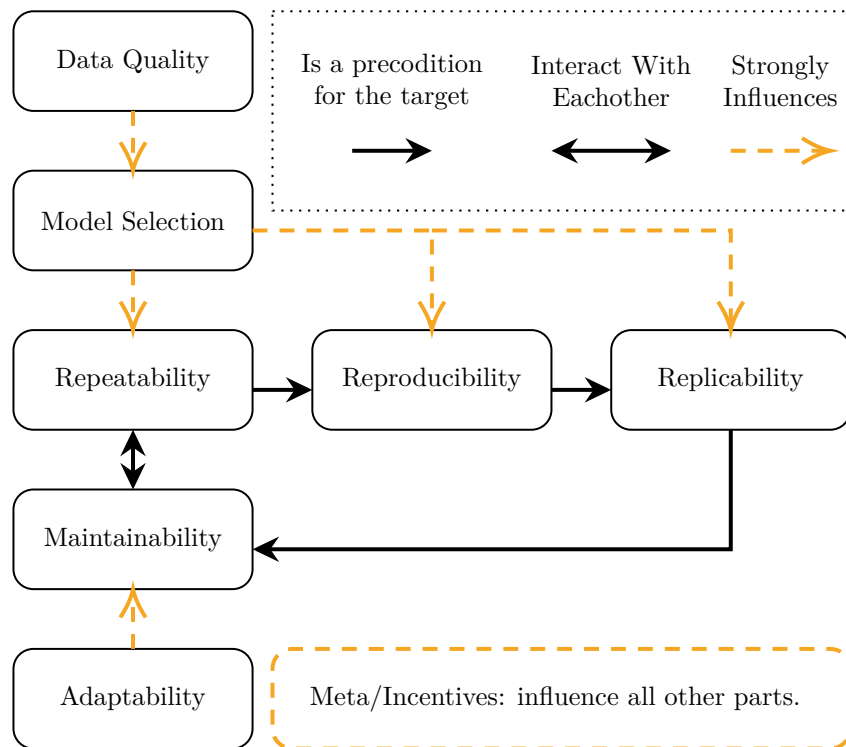 Data Quality
Is a precodition
for the target
Interact With
Eachother
Strongly
Influences
Model Selection
Repeatability
Reproducibility
Replicability
Maintainability
Adaptability
Meta/Incentives: influence all other parts.